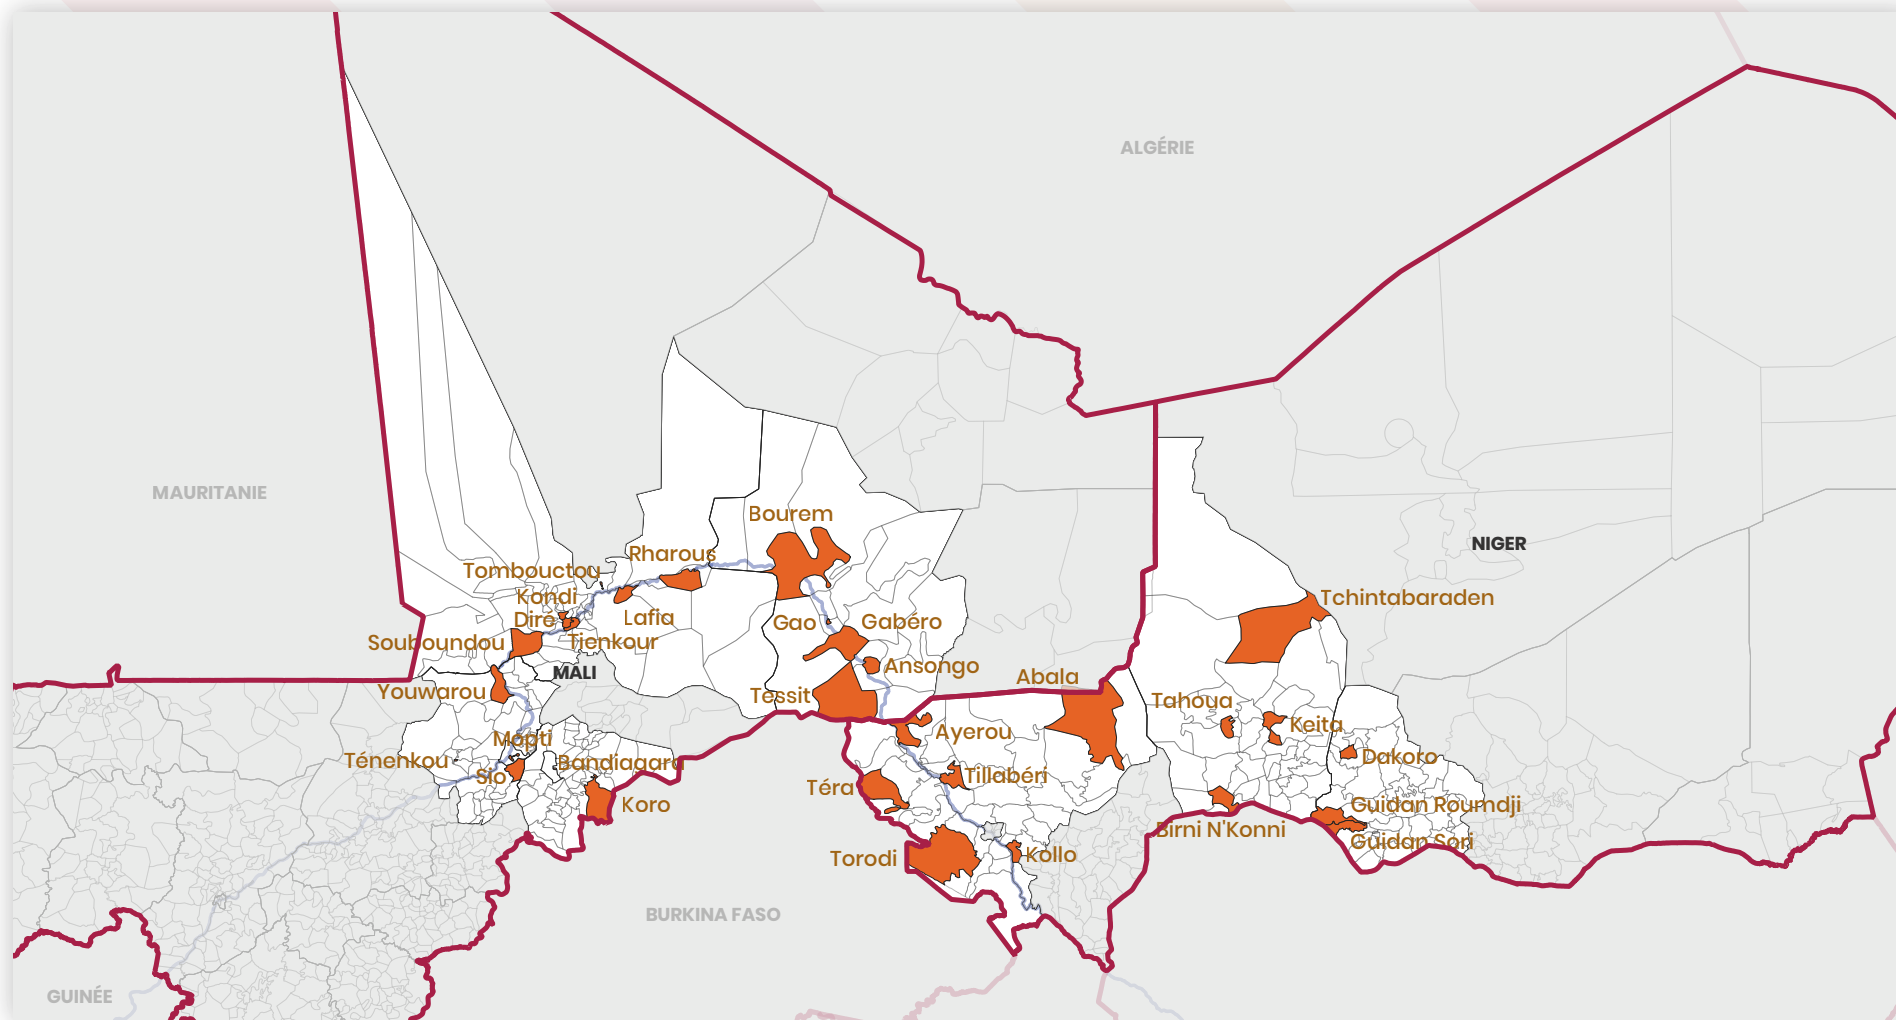 ALGÉRIE
MAURITANIE
Bourem
NIGER
Rharous
Tombouctou
Kondi
Tchintabaraden
Diré
Lafia
Gao
Gabéro
Souboundou
Tienkour
Ansongo
MALI
Abala
Youwarou
Tessit
Tahoua
Keita
Ayerou
Mopti
Dakoro
Ténenkou
Bandiagara
Sio
Tillabéri
Téra
Koro
Guidan Roumdji
Birni N'Konni
Guidan Sori
Torodi
Kollo
BURKINA FASO
GUINÉE